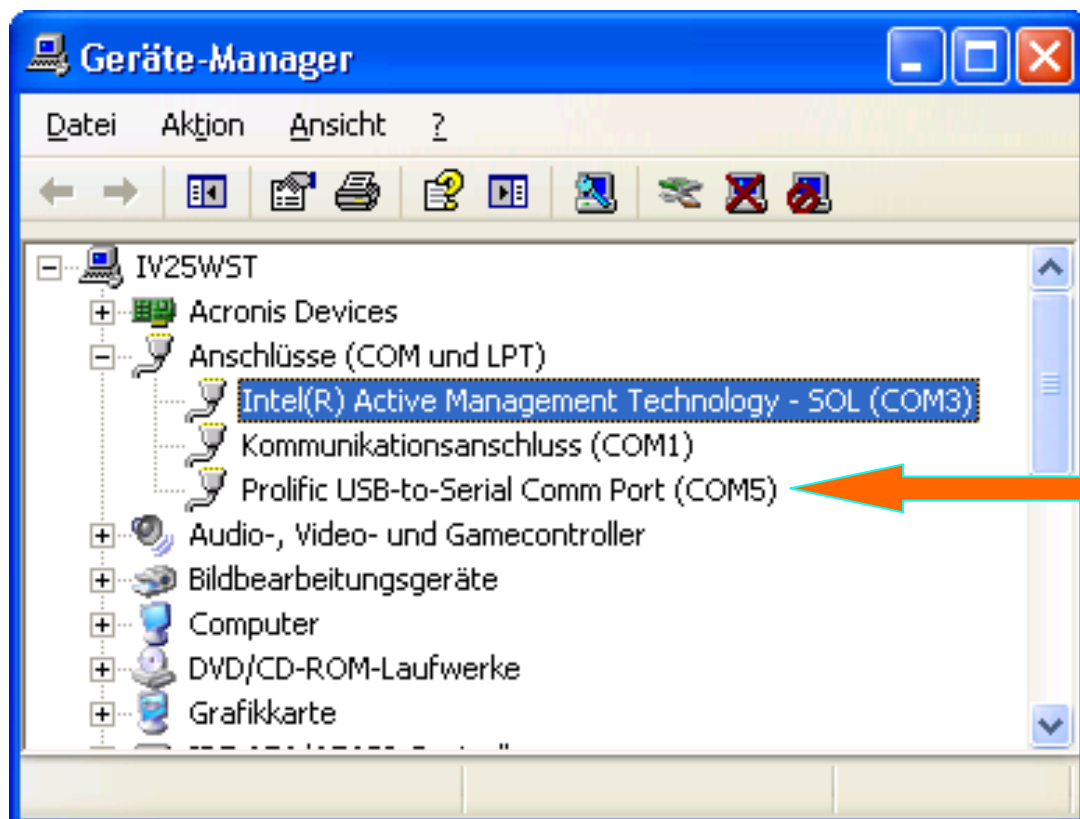 Geräte-Manager
Datei Aktion Ansicht ?
IV25WST
Acronis Devices
Anschlüsse (COM und LPT)
Intel(R) Active Management Technology - SOL (COM3)
Kommunikationsanschluss (COM1)
Prolific USB-to-Serial Comm Port (COM5)
Audio-, Video- und Gamecontroller
Bildbearbeitungsgeräte
Computer
DVD/CD-ROM-Laufwerke
Grafikkarte